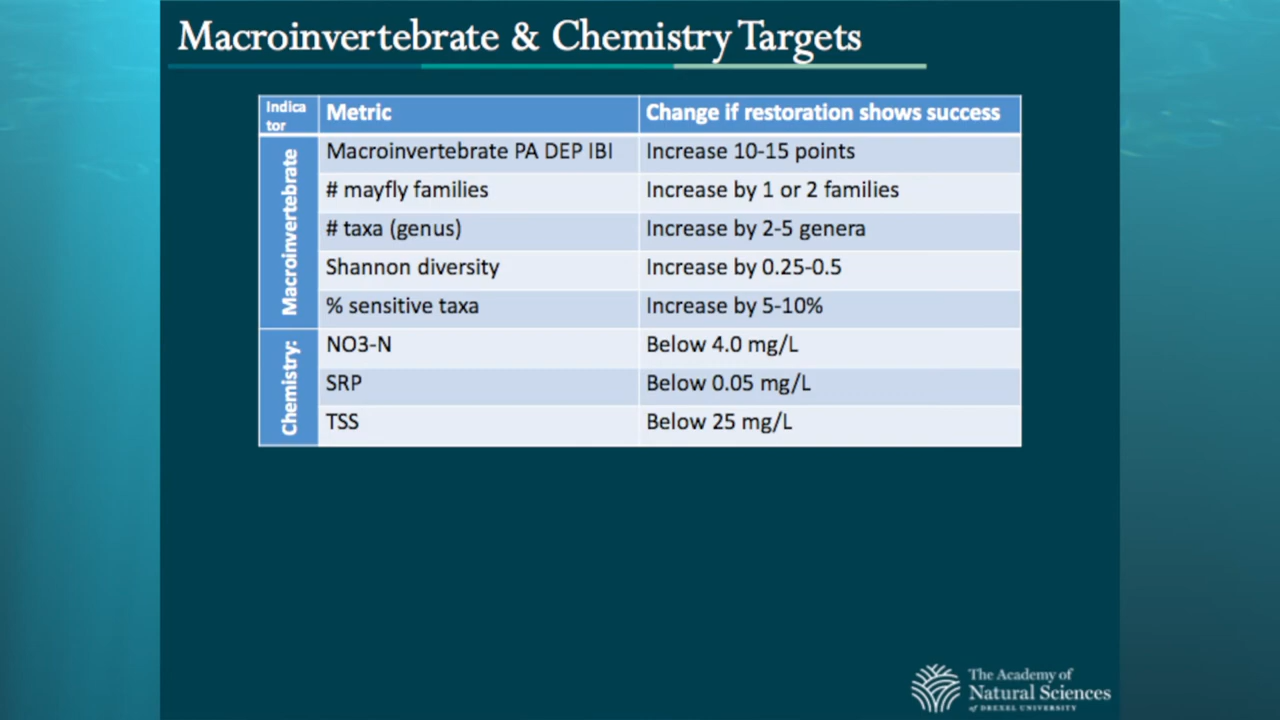 Macroinvertebrate & Chemistry Targets
Indica
tor
Metric
Change if restoration shows success
Macroinvertebrate
Macroinvertebrate PA DEP IBI
Increase 10-15 points
# mayfly families
Increase by 1 or 2 families
# taxa (genus)
Increase by 2-5 genera
Shannon diversity
Increase by 0.25-0.5
% sensitive taxa
Increase by 5-10%
Chemistry:
NO3-N
Below 4.0 mg/L
SRP
Below 0.05 mg/L
TSS
Below 25 mg/L
The Academy of
Natural Sciences
of DREXEL UNIVERSITY